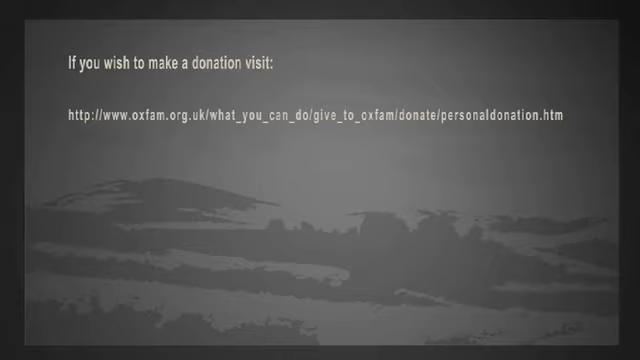 If you wish to make a donation visit:
http://www.oxfam.org.uk/what_you_can_do/give_to_oxfam/donate/personaldonation.htm